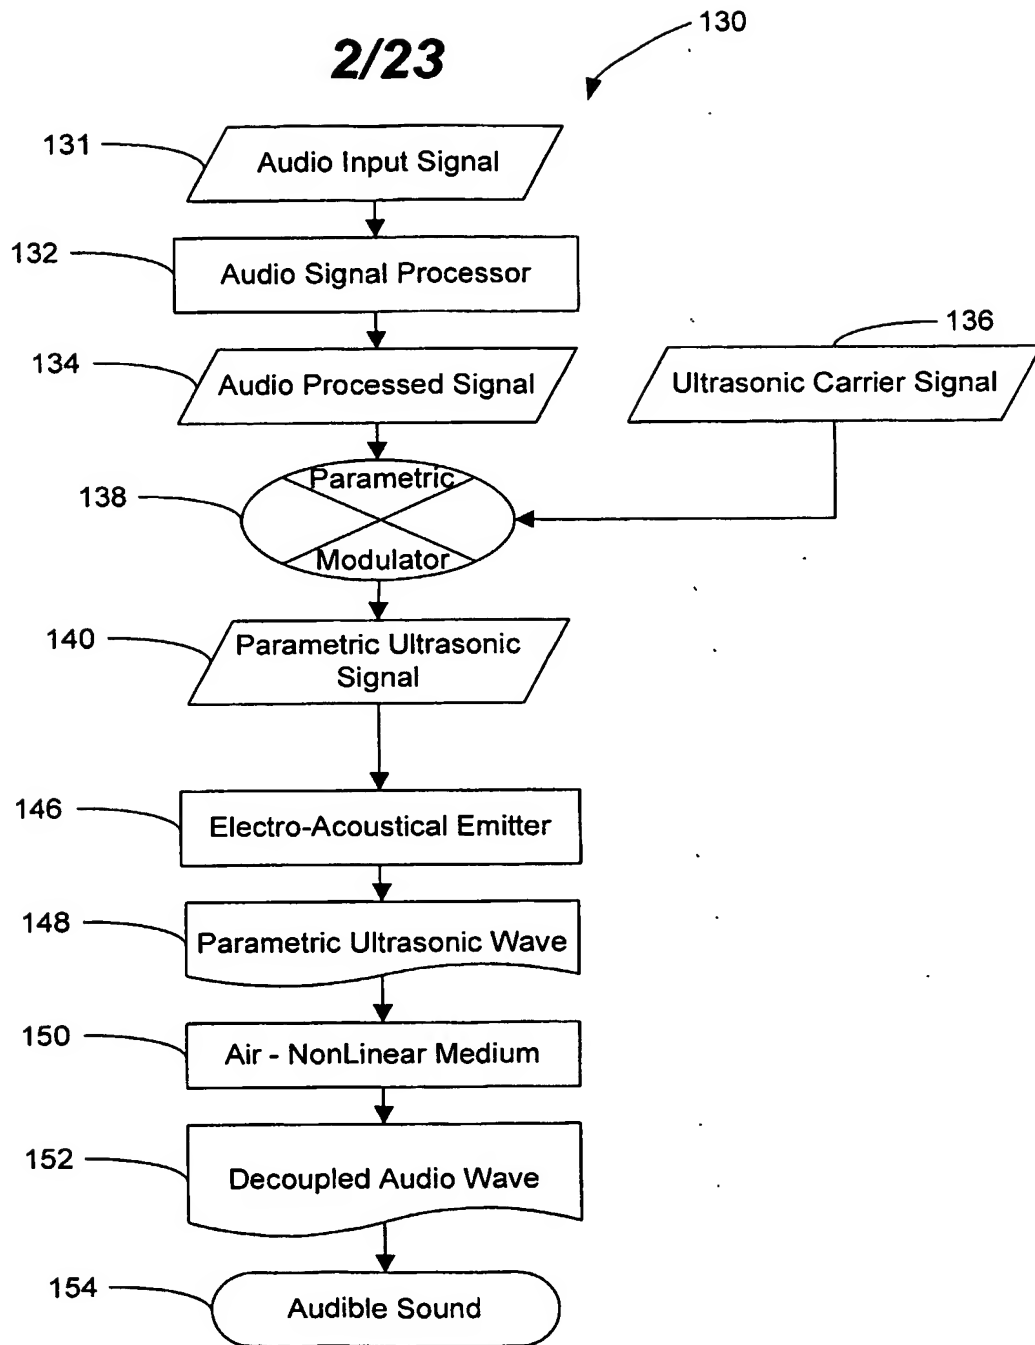 2/23
130
131
Audio Input Signal
132
Audio Signal Processor
136
134
Audio Processed Signal
Ultrasonic Carrier Signal
138
Parametric
Modulator
140
Parametric Ultrasonic
Signal
146
Electro-Acoustical Emitter
148
Parametric Ultrasonic Wave
150
Air - NonLinear Medium
152
Decoupled Audio Wave
154
Audible Sound